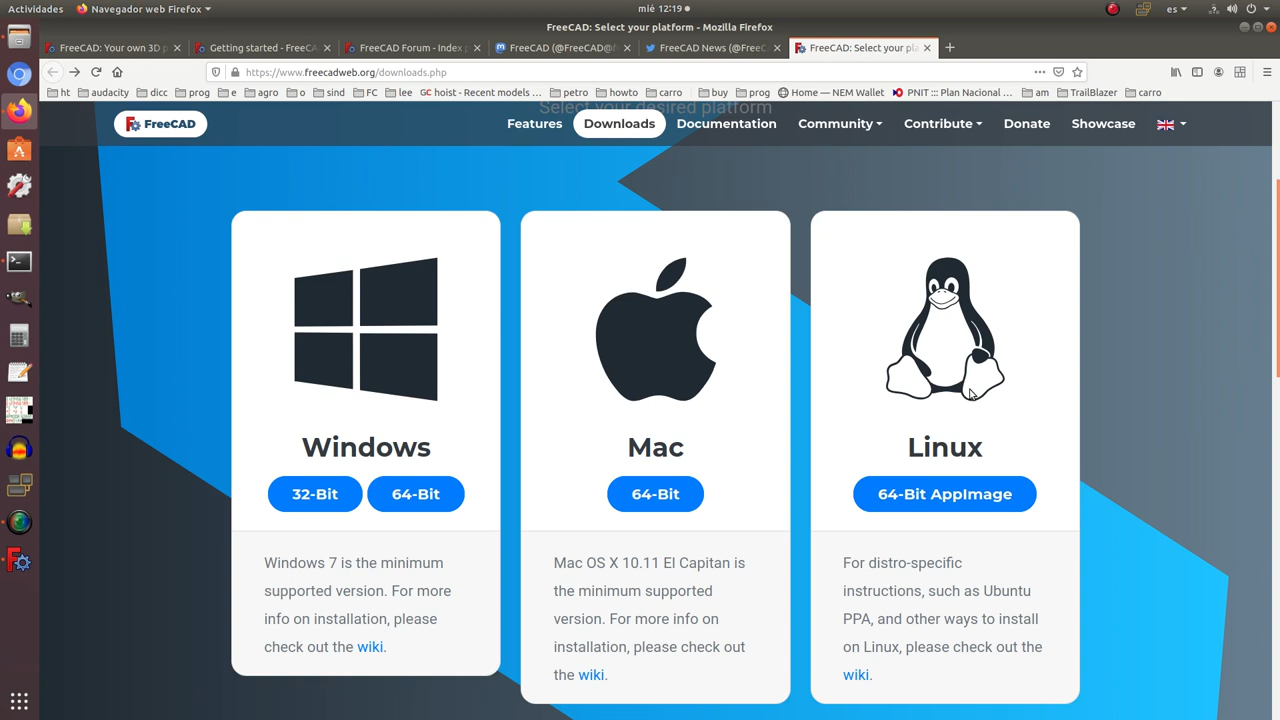 Actividades Navegador web Firefox mié 12:19 es
FreeCAD: Select your platform - Mozilla Firefox
FreeCAD: Your own 3D p Getting started - FreeCA FreeCAD Forum - Index p FreeCAD (@FreeCAD@f FreeCAD News (@FreeC FreeCAD: Select your pla
https://www.freecadweb.org/downloads.php
ht audacity dicc prog e agro o sind FC lee GC hoist - Recent models ... petro howto carro buy prog Home — NEM Wallet PNIT ::: Plan Nacional ... am TrailBlazer carro
Select your desired platform
FreeCAD Features Downloads Documentation Community Contribute Donate Showcase
Windows
32-Bit 64-Bit
Windows 7 is the minimum
supported version. For more
info on installation, please
check out the wiki.
Mac
64-Bit
Mac OS X 10.11 El Capitan is
the minimum supported
version. For more info on
installation, please check out
the wiki.
Linux
64-Bit AppImage
For distro-specific
instructions, such as Ubuntu
PPA, and other ways to install
on Linux, please check out the
wiki.